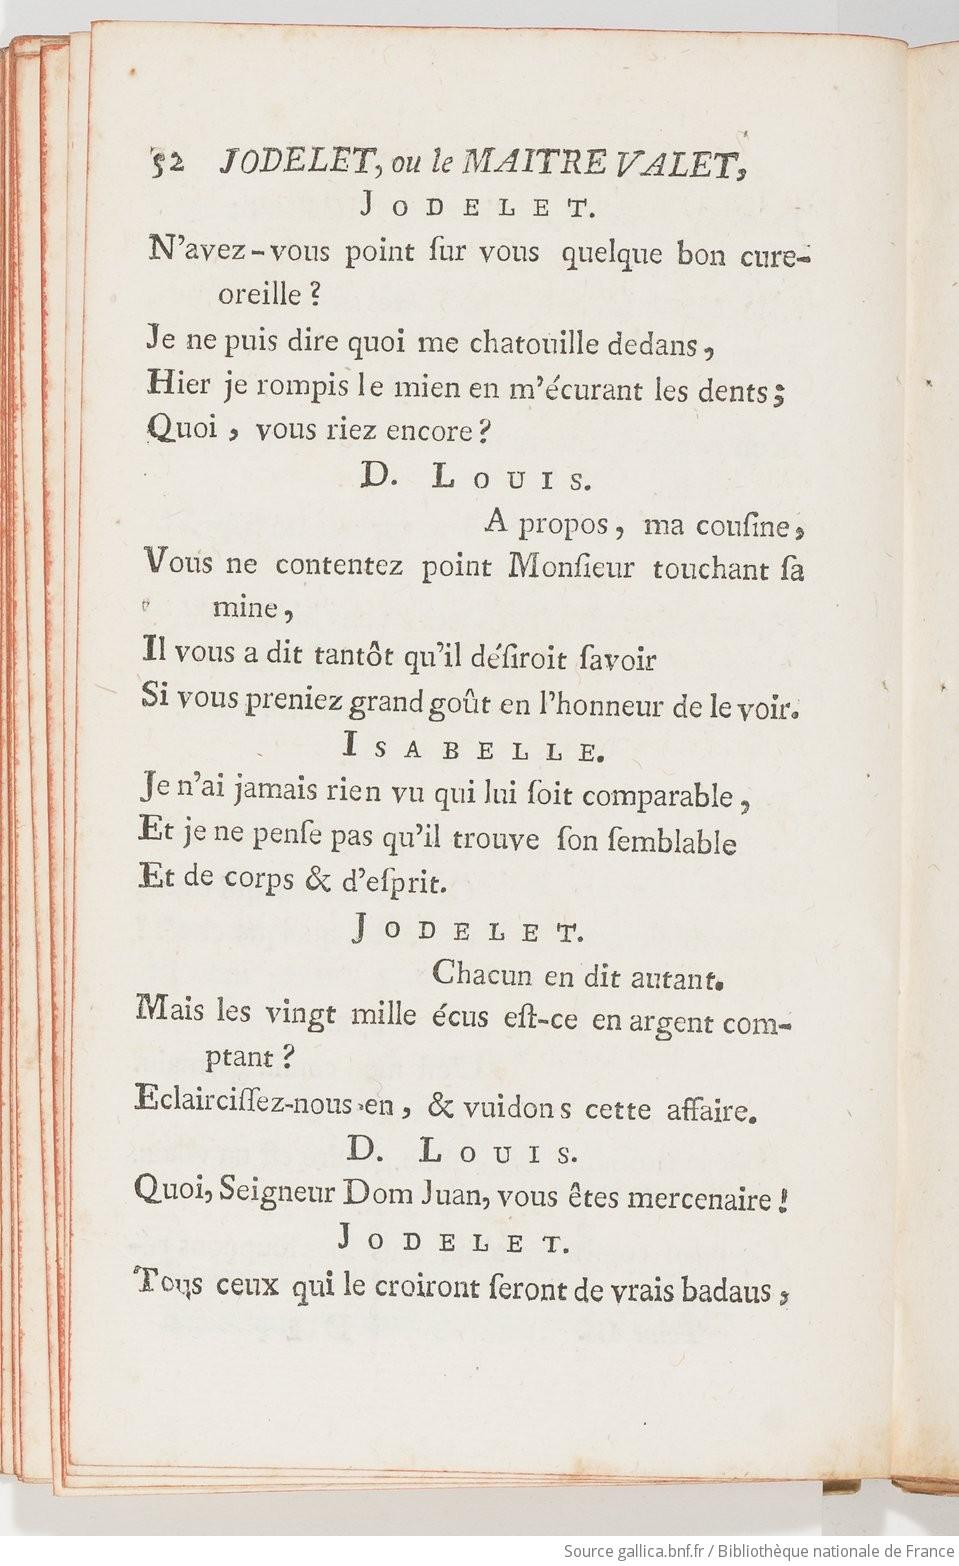 52 JODELET, ou le MAITRE VALET,
JODELET.
N'avez-vous point ſur vous quelque bon cure-
oreille ?
Je ne puis dire quoi me chatouille dedans ,
Hier je rompis le mien en m'écurant les dents ;
Quoi , vous riez encore ?
D. LOUIS.
A propos , ma couſine ,
Vous ne contentez point Monſieur touchant ſa
mine ,
Il vous a dit tantôt qu'il déſiroit ſavoir
Si vous preniez grand goût en l'honneur de le voir.
ISABELLE.
Je n'ai jamais rien vu qui lui ſoit comparable ,
Et je ne penſe pas qu'il trouve ſon ſemblable
Et de corps & d'eſprit.
JODELET.
Chacun en dit autant.
Mais les vingt mille écus eſt-ce en argent com-
ptant ?
Eclairciſſez-nous-en , & vuidons cette affaire.
D. LOUIS.
Quoi, Seigneur Dom Juan, vous êtes mercenaire !
JODELET.
Tous ceux qui le croiront ſeront de vrais badaus ,
Source gallica.bnf.fr / Bibliothèque nationale de France